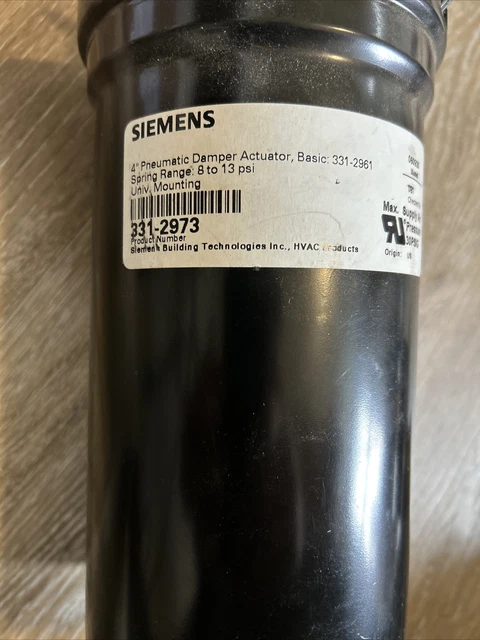 SIEMENS
4" Pneumatic Damper Actuator, Basic: 331-2961
Spring Range: 8 to 13 psi
Univ. Mounting
331-2973
Product Number
Siemens Building Technologies Inc., HVAC Products
Max. Supply
Origin: